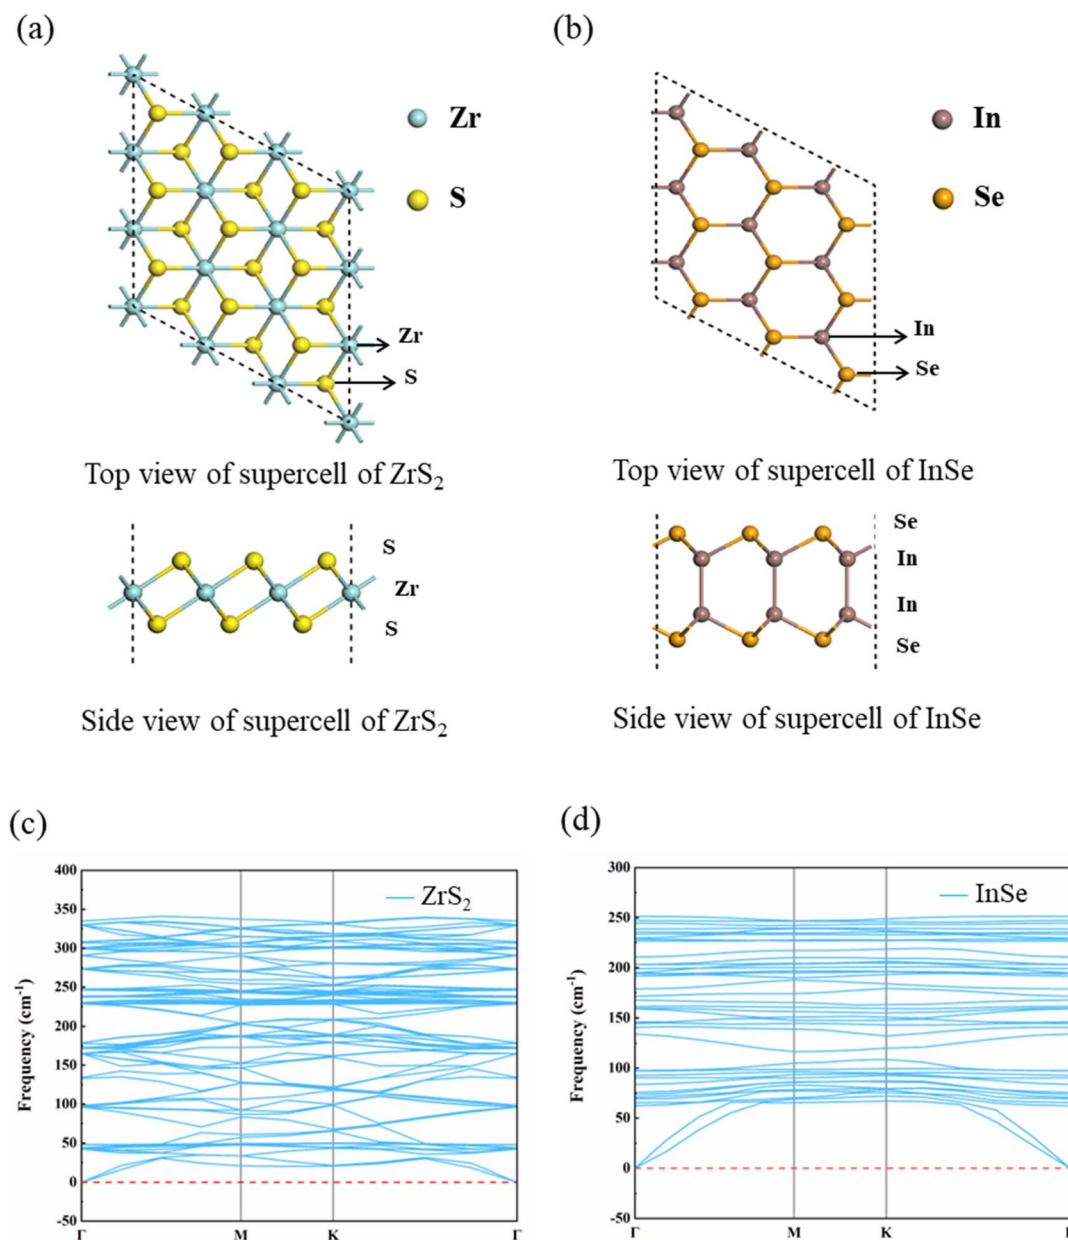 (a)
(b)
Zr
S
In
Se
Zr
S
In
Se
Top view of supercell of ZrS₂
Top view of supercell of InSe
S
Zr
S
Se
In
In
Se
Side view of supercell of ZrS₂
Side view of supercell of InSe
(c)
(d)
400
350
300
250
200
150
100
50
0
-50
Frequency (cm⁻¹)
ZrS₂
Γ M K Γ
300
250
200
150
100
50
0
-50
Frequency (cm⁻¹)
InSe
Γ M K